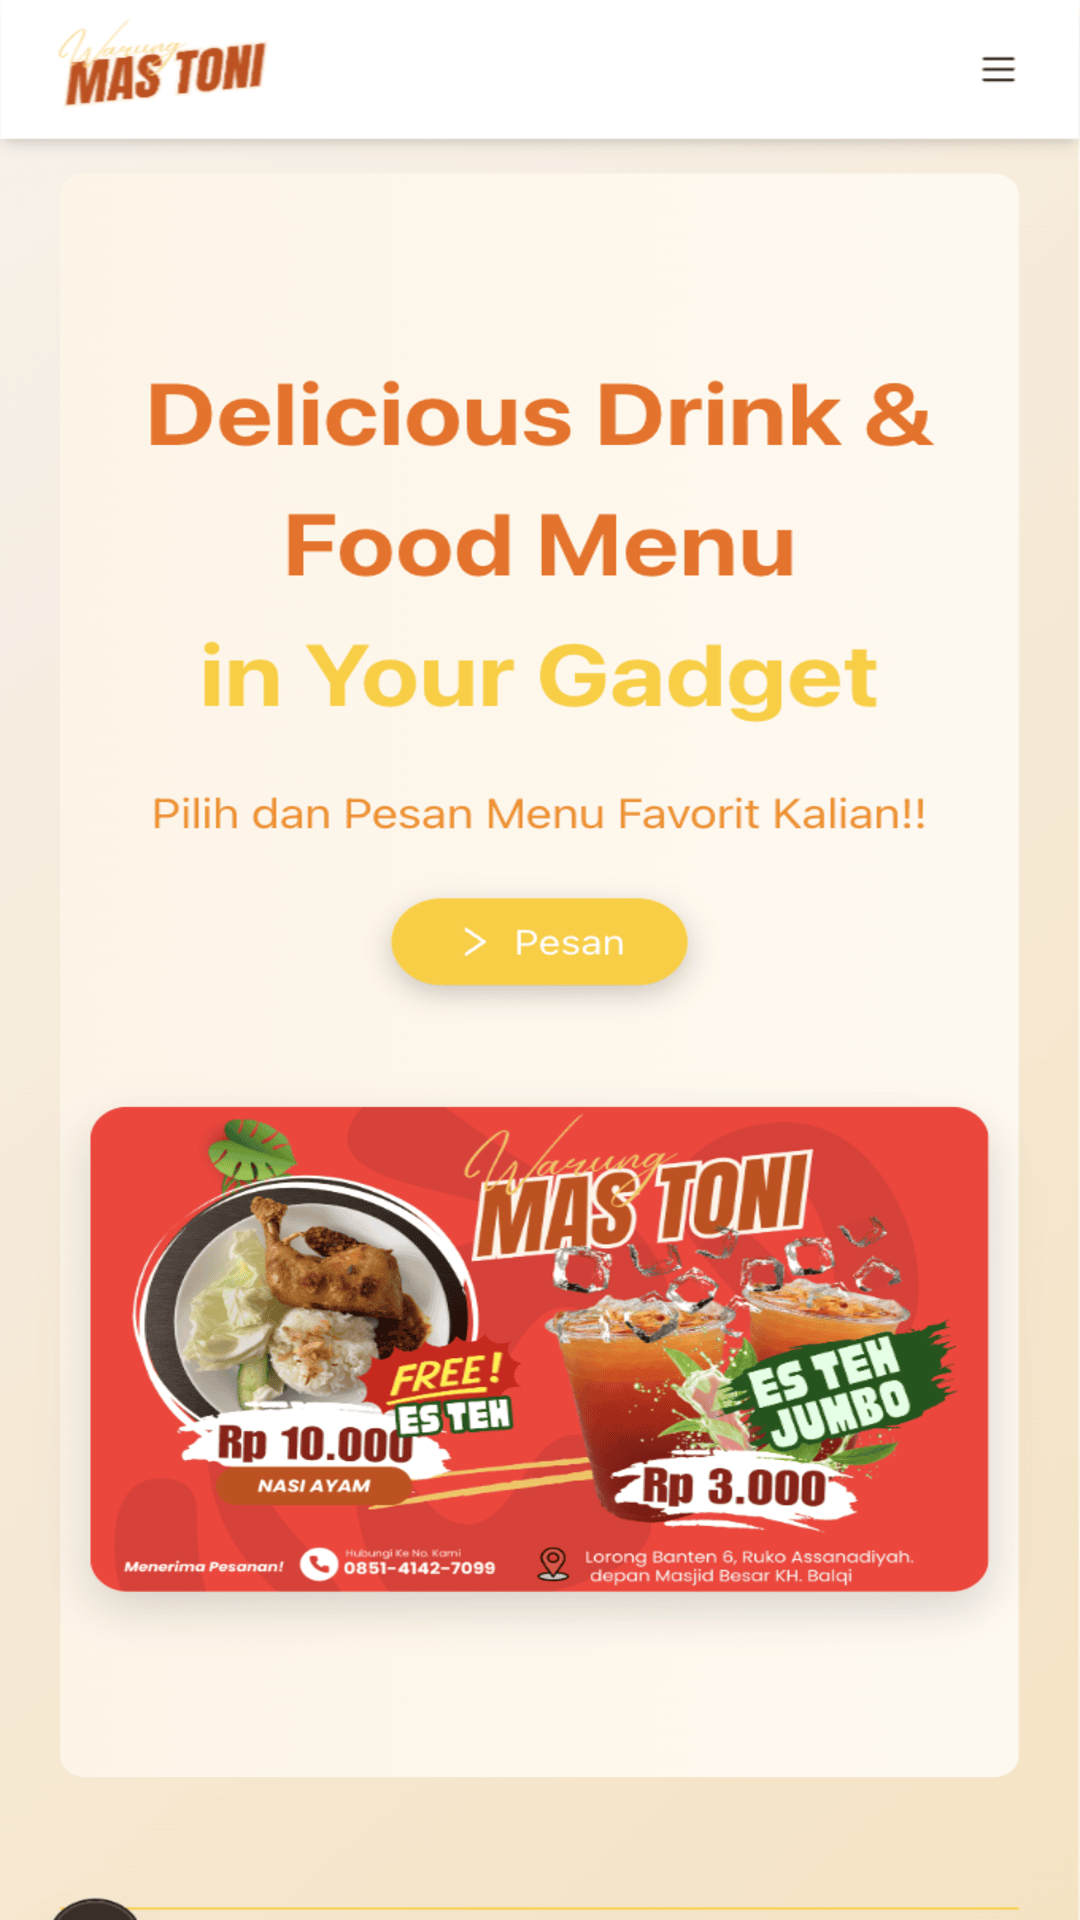 Warung
MAS TONI
Delicious Drink &
Food Menu
in Your Gadget
Pilih dan Pesan Menu Favorit Kalian!!
> Pesan
Warung
MAS TONI
FREE!
ES TEH
Rp 10.000
NASI AYAM
ES TEH
JUMBO
Rp 3.000
Menerima Pesanan!
Hubungi Ke No. Kami
0851-4142-7099
Lorong Banten 6, Ruko Assanadiyah.
depan Masjid Besar KH. Balqi